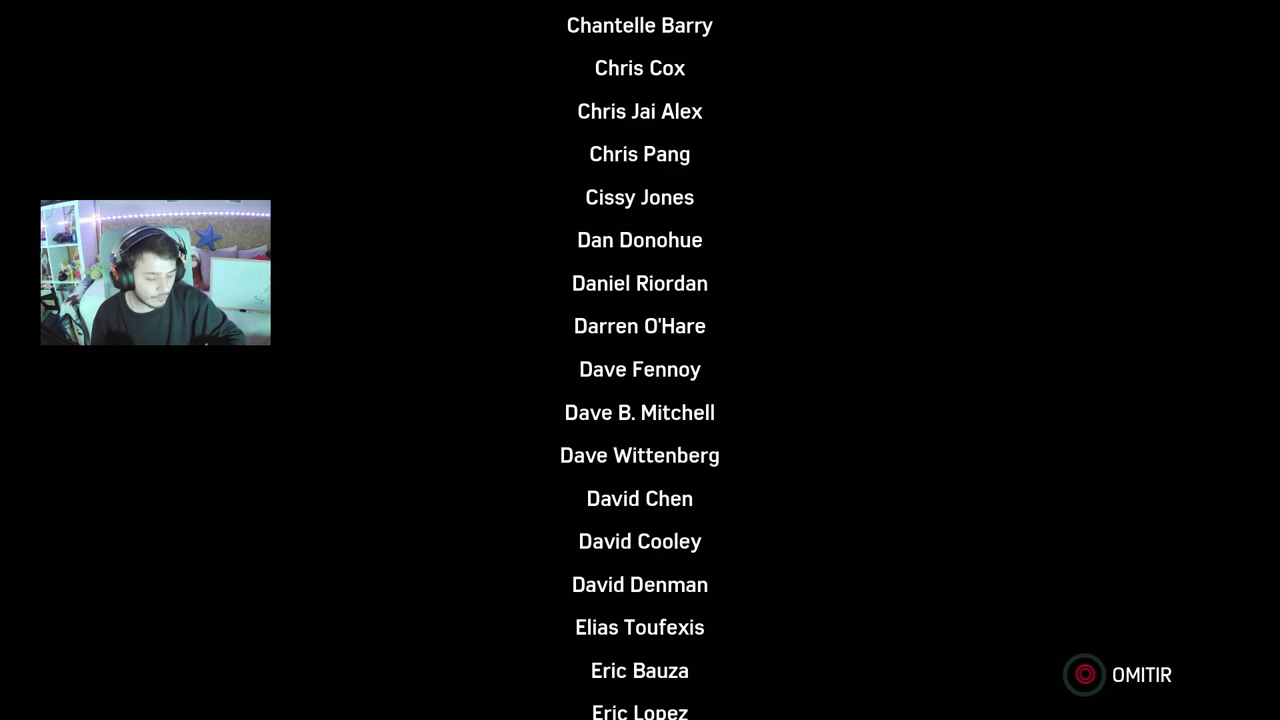 Chantelle Barry
Chris Cox
Chris Jai Alex
Chris Pang
Cissy Jones
Dan Donohue
Daniel Riordan
Darren O'Hare
Dave Fennoy
Dave B. Mitchell
Dave Wittenberg
David Chen
David Cooley
David Denman
Elias Toufexis
Eric Bauza
Eric Lopez
OMITIR